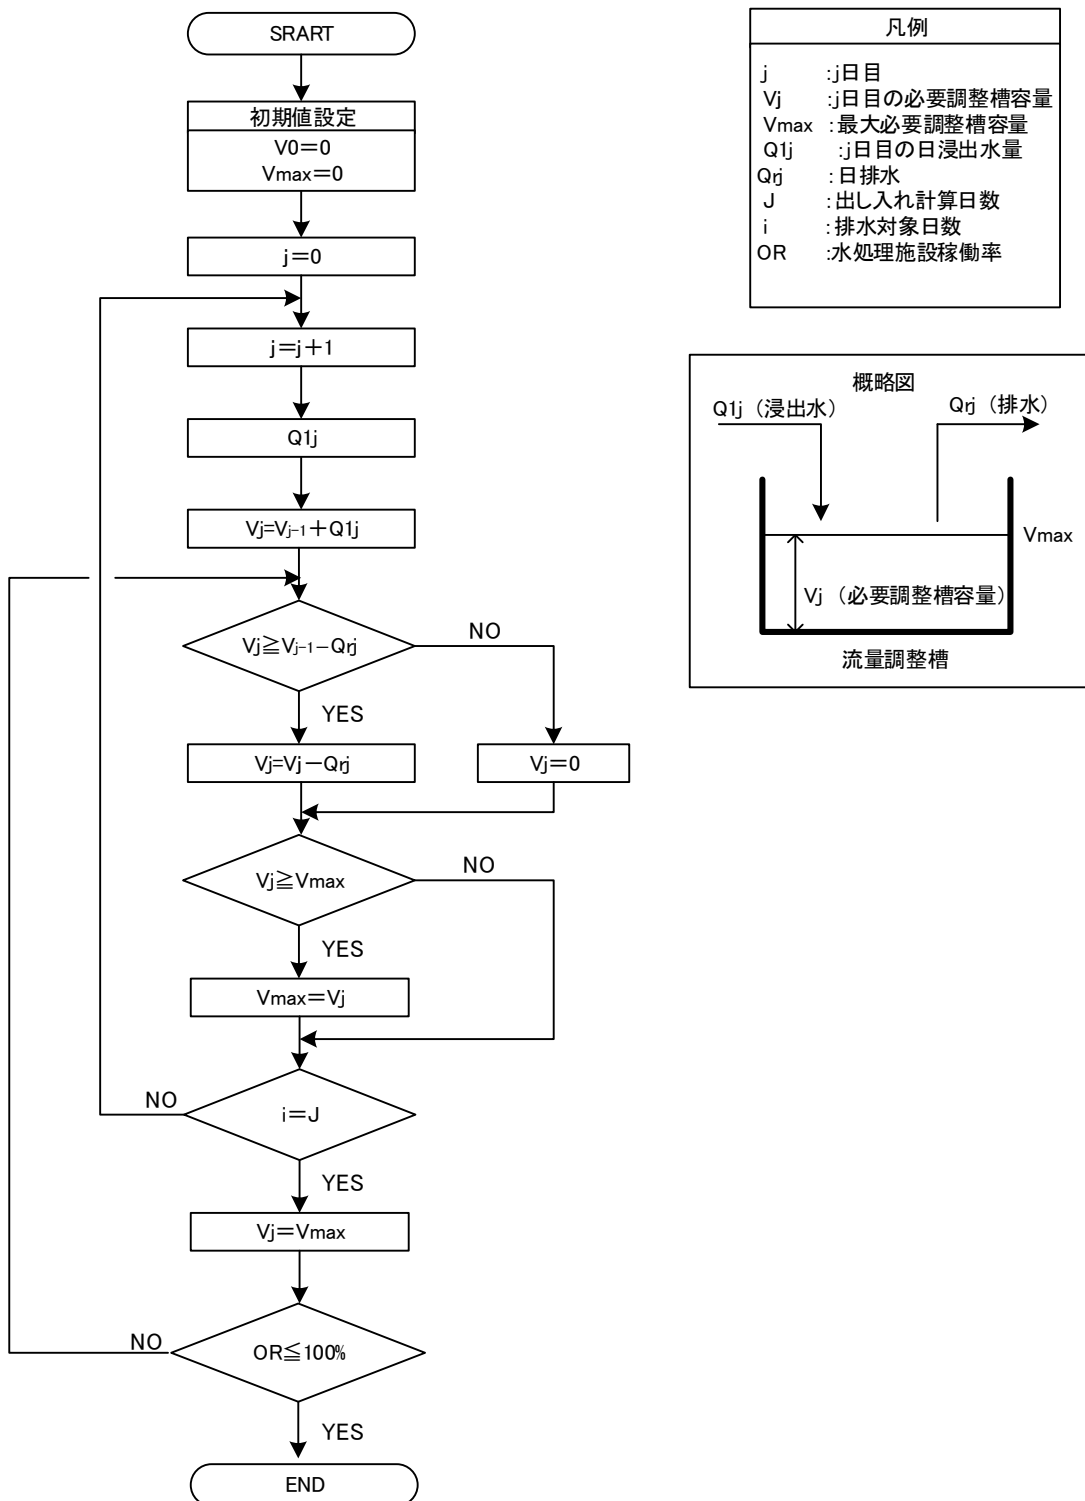 SRART
初期値設定
V0=0
Vmax=0
j=0
j=j+1
Q1j
Vj=Vj-1+Q1j
Vj≧Vj-1-Qrj
NO
YES
Vj=Vj-Qrj
Vj=0
Vj≧Vmax
NO
YES
Vmax=Vj
i=J
NO
YES
Vj=Vmax
OR≦100%
NO
YES
END
凡例
j :j日目
Vj :j日目の必要調整槽容量
Vmax :最大必要調整槽容量
Q1j :j日目の日浸出水量
Qrj :日排水
J :出し入れ計算日数
i :排水対象日数
OR :水処理施設稼働率
概略図
Q1j (浸出水)
Qrj (排水)
Vmax
Vj (必要調整槽容量)
流量調整槽